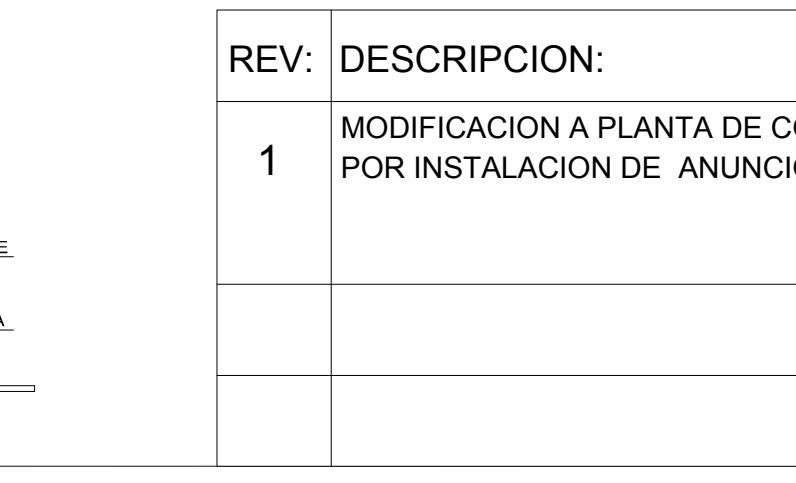 REV: DESCRIPCION:
1
MODIFICACION A PLANTA DE
POR INSTALACION DE
E
A